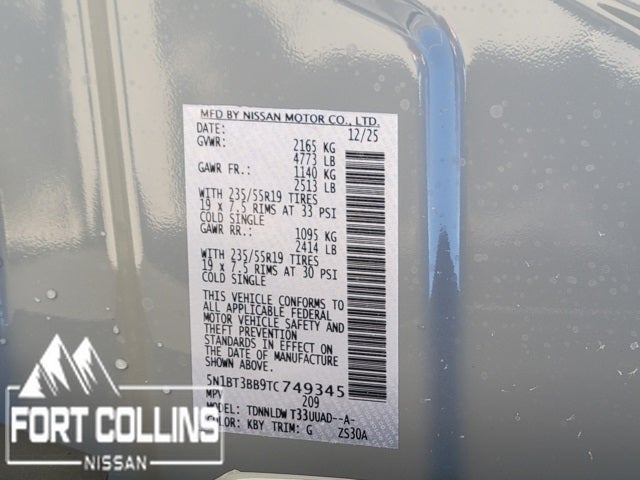 MFD BY NISSAN MOTOR CO., LTD.
DATE: 12/25
GVWR: 2165 KG
4773 LB
GAWR FR.: 1140 KG
2513 LB
WITH 235/55R19 TIRES
19 x 7.5 RIMS AT 33 PSI
COLD SINGLE
GAWR RR.: 1095 KG
2414 LB
WITH 235/55R19 TIRES
19 x 7.5 RIMS AT 30 PSI
COLD SINGLE
THIS VEHICLE CONFORMS TO
ALL APPLICABLE FEDERAL
MOTOR VEHICLE SAFETY AND
THEFT PREVENTION
STANDARDS IN EFFECT ON
THE DATE OF MANUFACTURE
SHOWN ABOVE.
5N1BT3BB9TC749345
MPV 209
MODEL: TDNNLDWT33UUAD--A-
COLOR: KBY TRIM: G ZS30A
FORT COLLINS
NISSAN